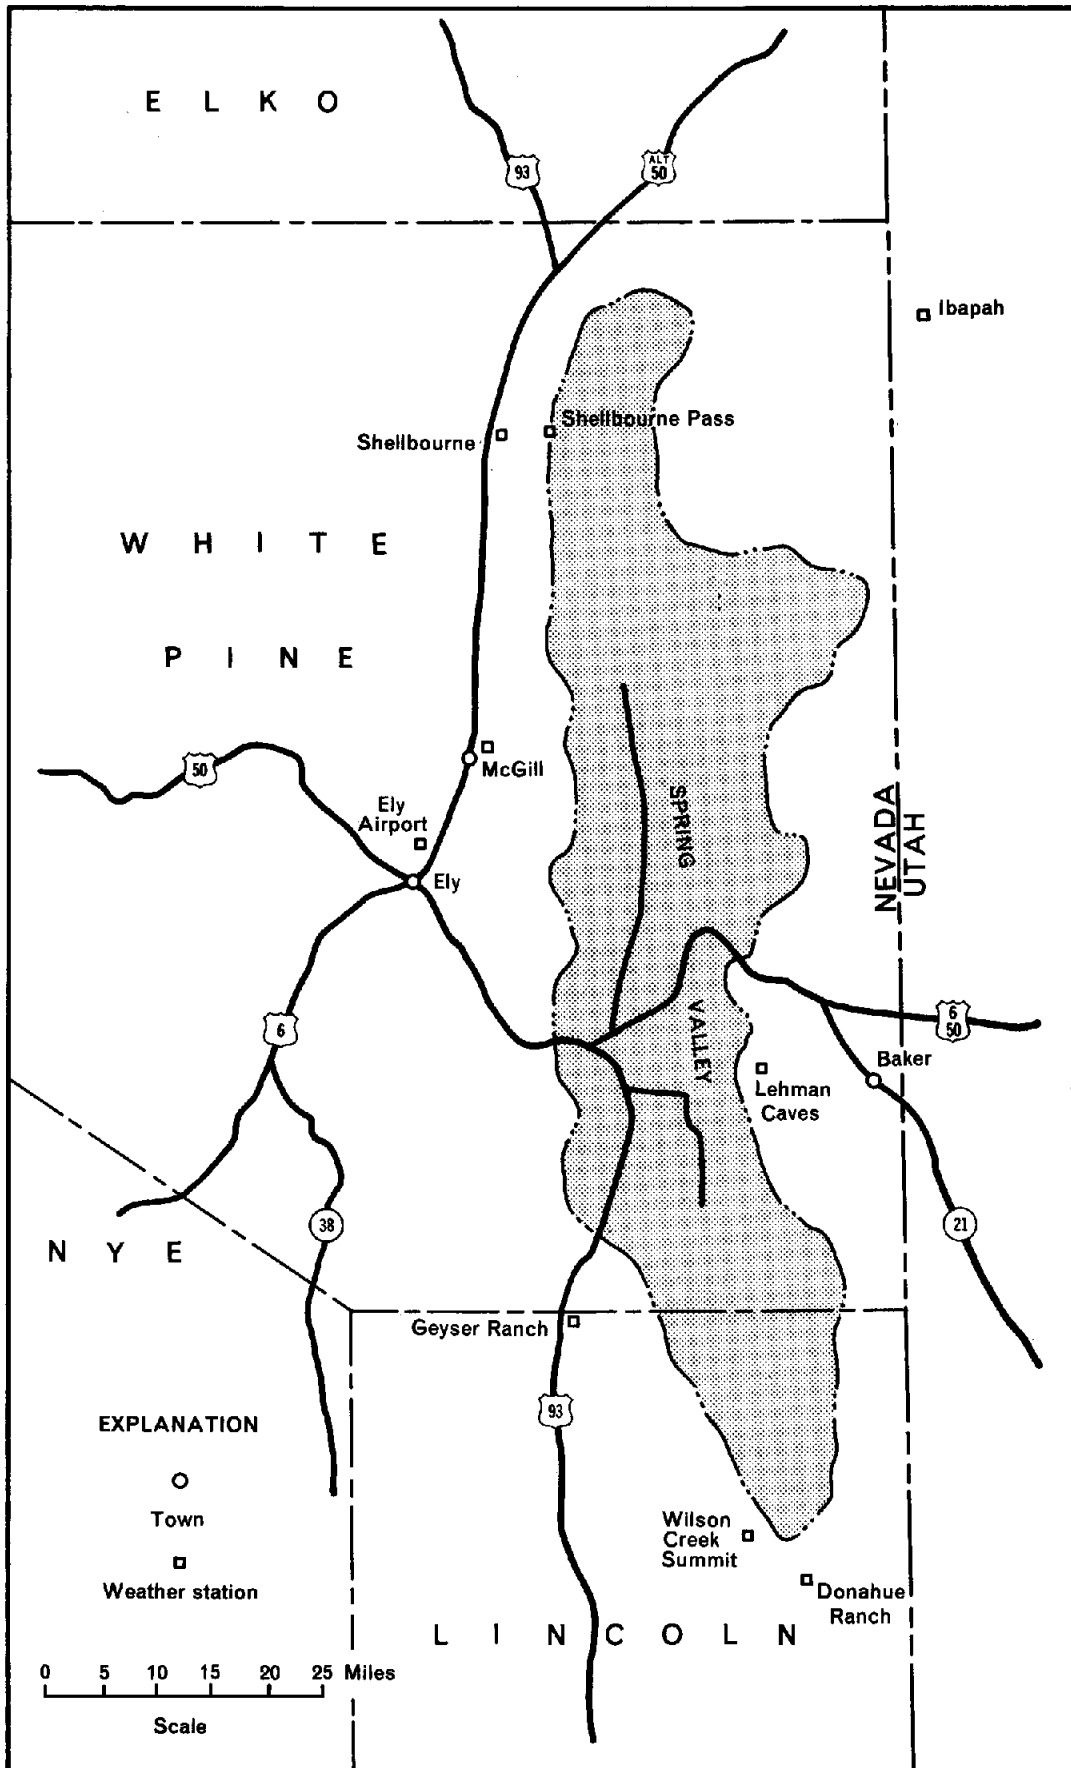 E L K O
93
ALT
50
Ibapah
Shellbourne Pass
Shellbourne
W H I T E
P I N E
50
McGill
Ely
Airport
Ely
SPRING
VALLEY
NEVADA
UTAH
6
6
50
Baker
Lehman
Caves
38
21
N Y E
Geyser Ranch
93
EXPLANATION
Town
Weather station
Wilson
Creek
Summit
Donahue
Ranch
L I N C O L N
0 5 10 15 20 25 Miles
Scale